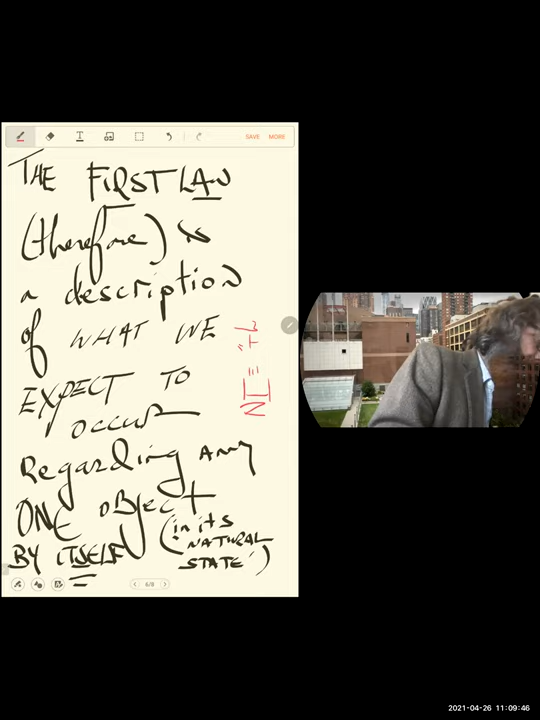 SAVE MORE
THE FIRST LAW
(therefore) is
a description
of WHAT WE
EXPECT TO
OCCUR
Regarding ANY
ONE OBJECT
BY ITSELF
(in its
NATURAL
STATE')
6/8
2021-04-26 11:09:46